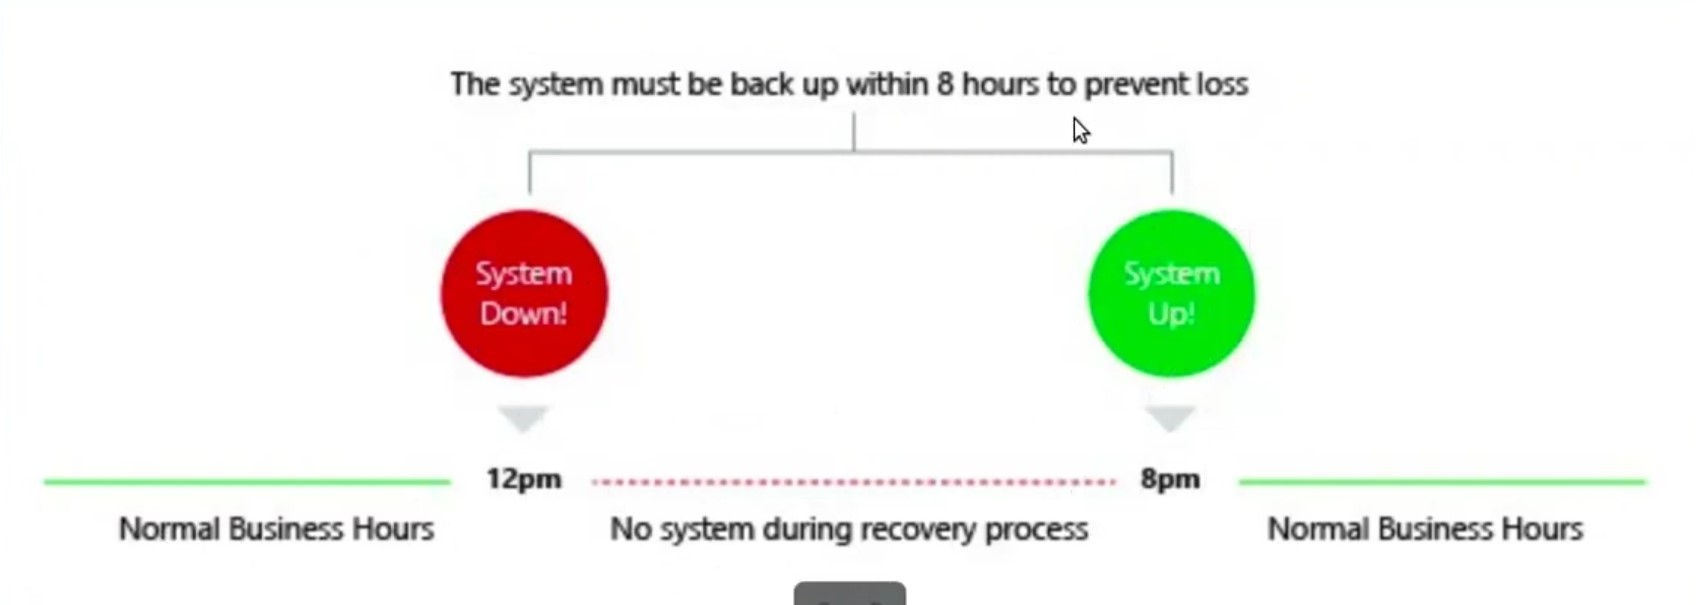 The system must be back up within 8 hours to prevent loss
System
Down!
System
Up!
12pm
8pm
Normal Business Hours
No system during recovery process
Normal Business Hours